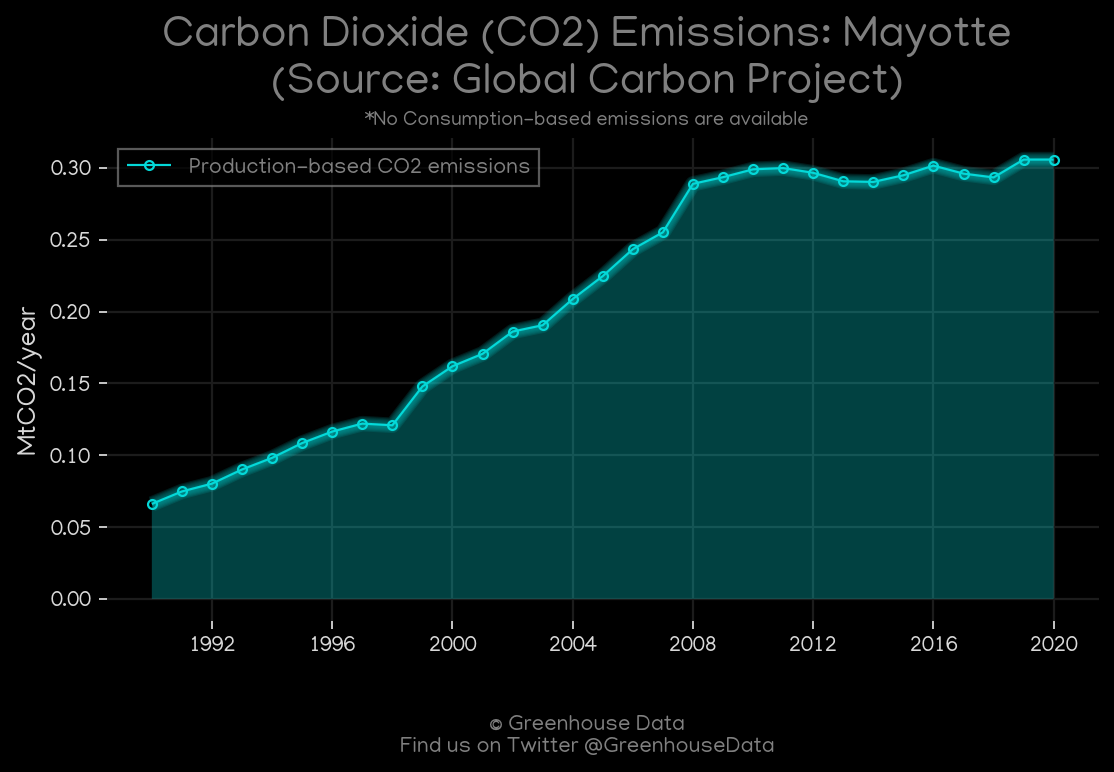 Carbon Dioxide (CO2) Emissions: Mayotte
(Source: Global Carbon Project)
*No Consumption-based emissions are available
Production-based CO2 emissions
MtCO2/year
0.30
0.25
0.20
0.15
0.10
0.05
0.00
1992 1996 2000 2004 2008 2012 2016 2020
© Greenhouse Data
Find us on Twitter @GreenhouseData